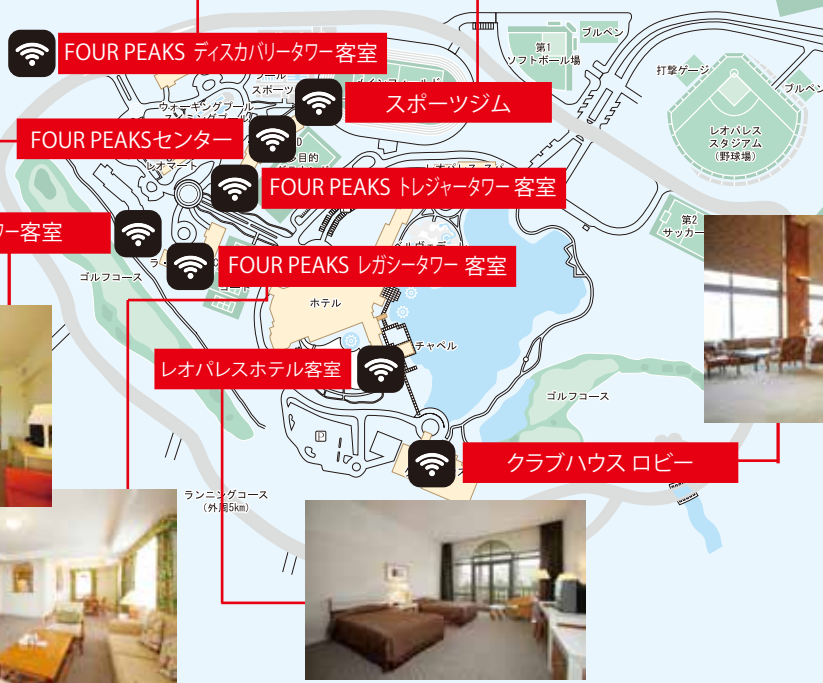 ブルペン
FOUR PEAKS ディスカバリータワー 客室
第1
ソフトボール場
打撃ゲージ
ブルペン
スポーツ
スポーツジム
ウォーキングプール
レオパレス
スタジアム
(野球場)
FOUR PEAKSセンター
レオマート
FOUR PEAKS トレジャータワー 客室
第2
サッカー
ワー客室
FOUR PEAKS レガシータワー 客室
ゴルフコース
ホテル
チャペル
レオパレスホテル客室
ゴルフコース
P
クラブハウス ロビー
ランニングコース
(外周5km)